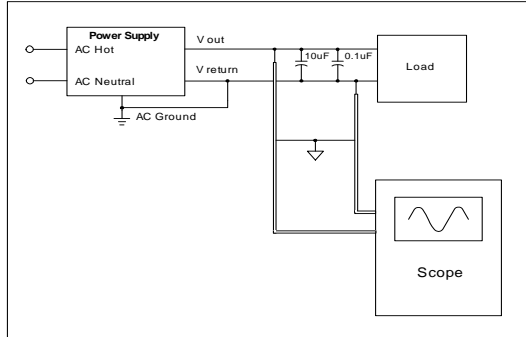 Power Supply
AC Hot
AC Neutral
V out
V return
AC Ground
10uF
0.1uF
Load
Scope